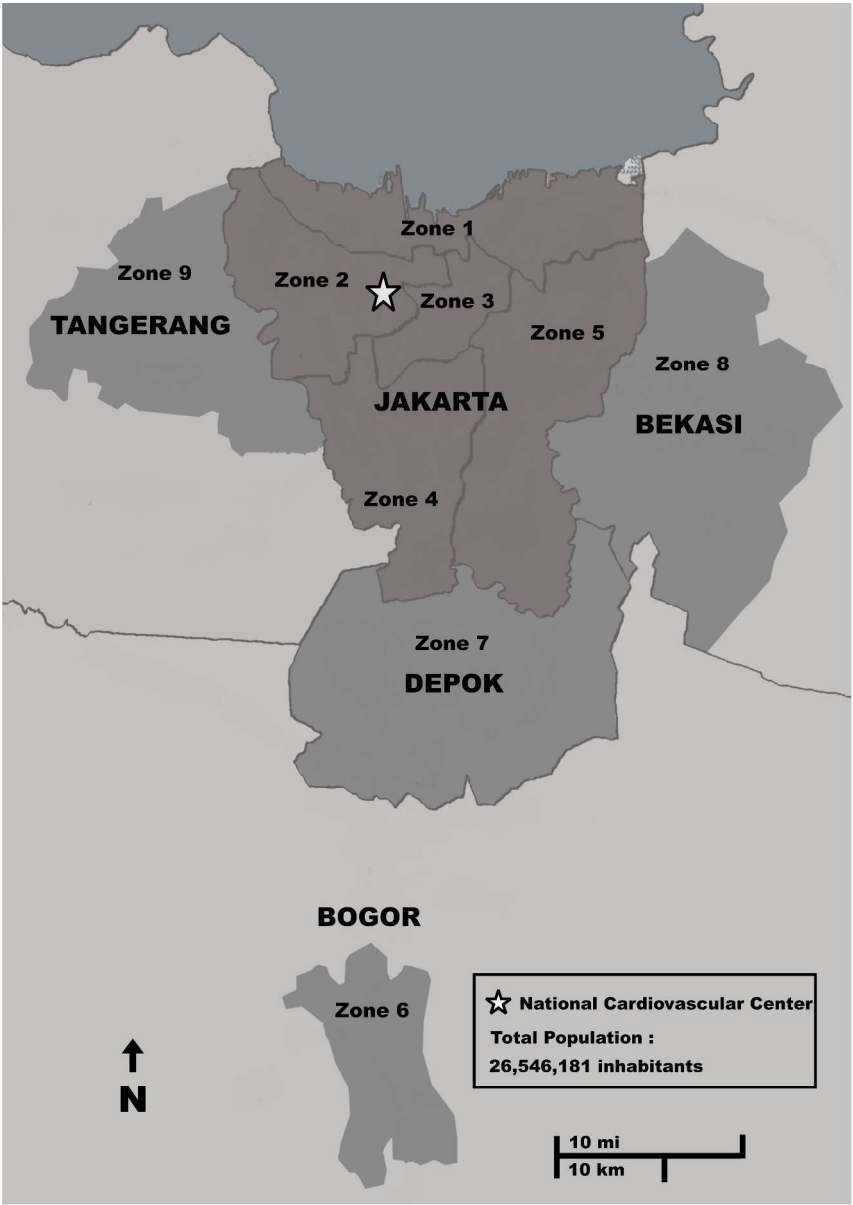 Zone 1
Zone 9
Zone 2
Zone 3
TANGERANG
Zone 5
Zone 8
JAKARTA
BEKASI
Zone 4
Zone 7
DEPOK
BOGOR
Zone 6
National Cardiovascular Center
Total Population :
26,546,181 inhabitants
N
10 mi
10 km